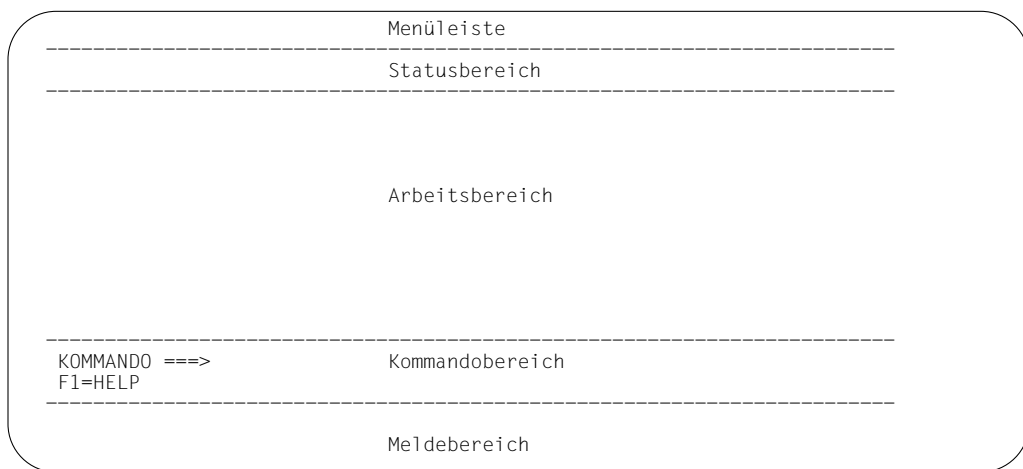 Menüleiste
Statusbereich
Arbeitsbereich
KOMMANDO ===> Kommandobereich
F1=HELP
Meldebereich